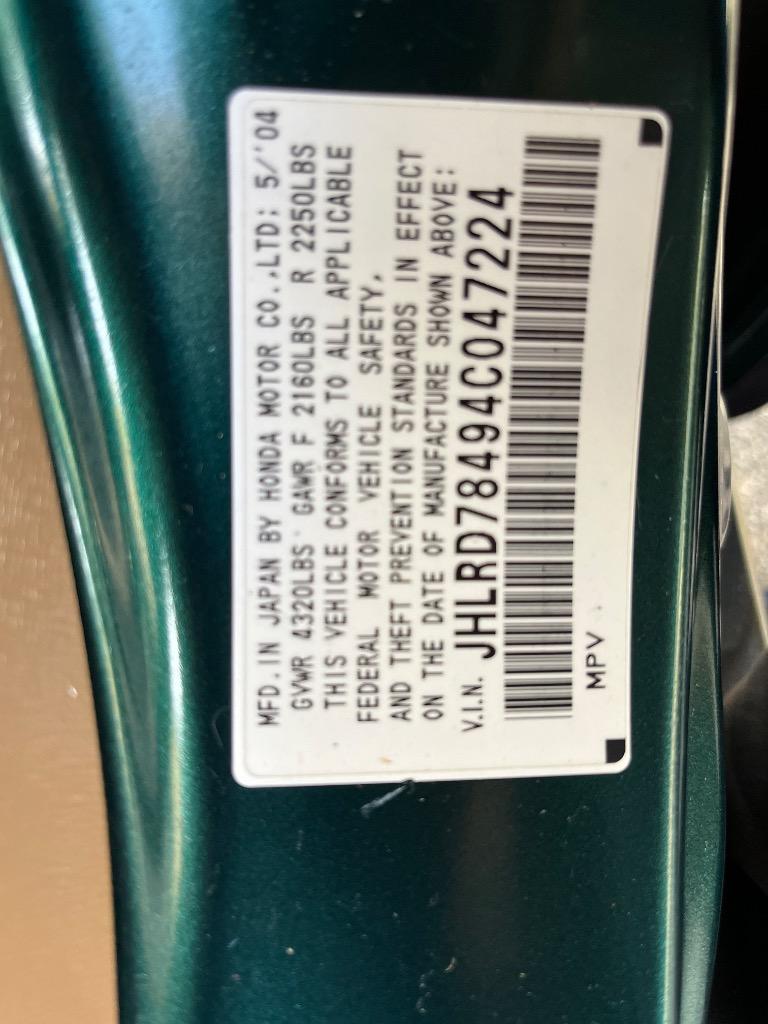 MFD. IN JAPAN BY HONDA MOTOR CO.,LTD: 5/'04
GVWR 4320LBS GAWR F 2160LBS R 2250LBS
THIS VEHICLE CONFORMS TO ALL APPLICABLE
FEDERAL MOTOR VEHICLE SAFETY,
AND THEFT PREVENTION STANDARDS IN EFFECT
ON THE DATE OF MANUFACTURE SHOWN ABOVE:
V.I.N. JHLRD78494C047224
MPV